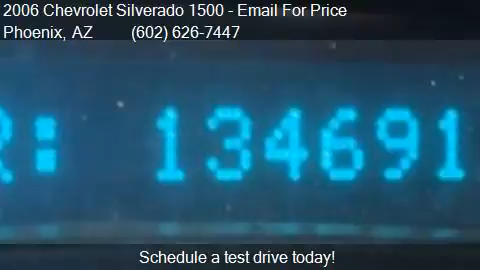 2006 Chevrolet Silverado 1500 - Email For Price
Phoenix, AZ (602) 626-7447
R: 134691
Schedule a test drive today!